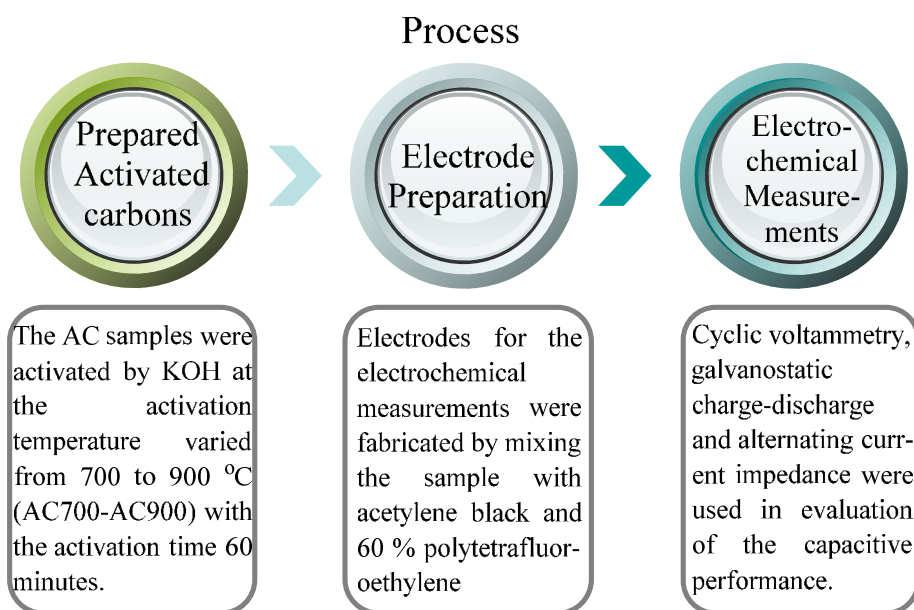 Process
Prepared
Activated
carbons
Electrode
Preparation
Electro-
chemical
Measure-
ments
The AC samples were
activated by KOH at
the activation
temperature varied
from 700 to 900 °C
(AC700-AC900) with
the activation time 60
minutes.
Electrodes for the
electrochemical
measurements were
fabricated by mixing
the sample with
acetylene black and
60 % polytetrafluor-
oethylene
Cyclic voltammetry,
galvanostatic
charge-discharge
and alternating curr-
ent impedance were
used in evaluation
of the capacitive
performance.